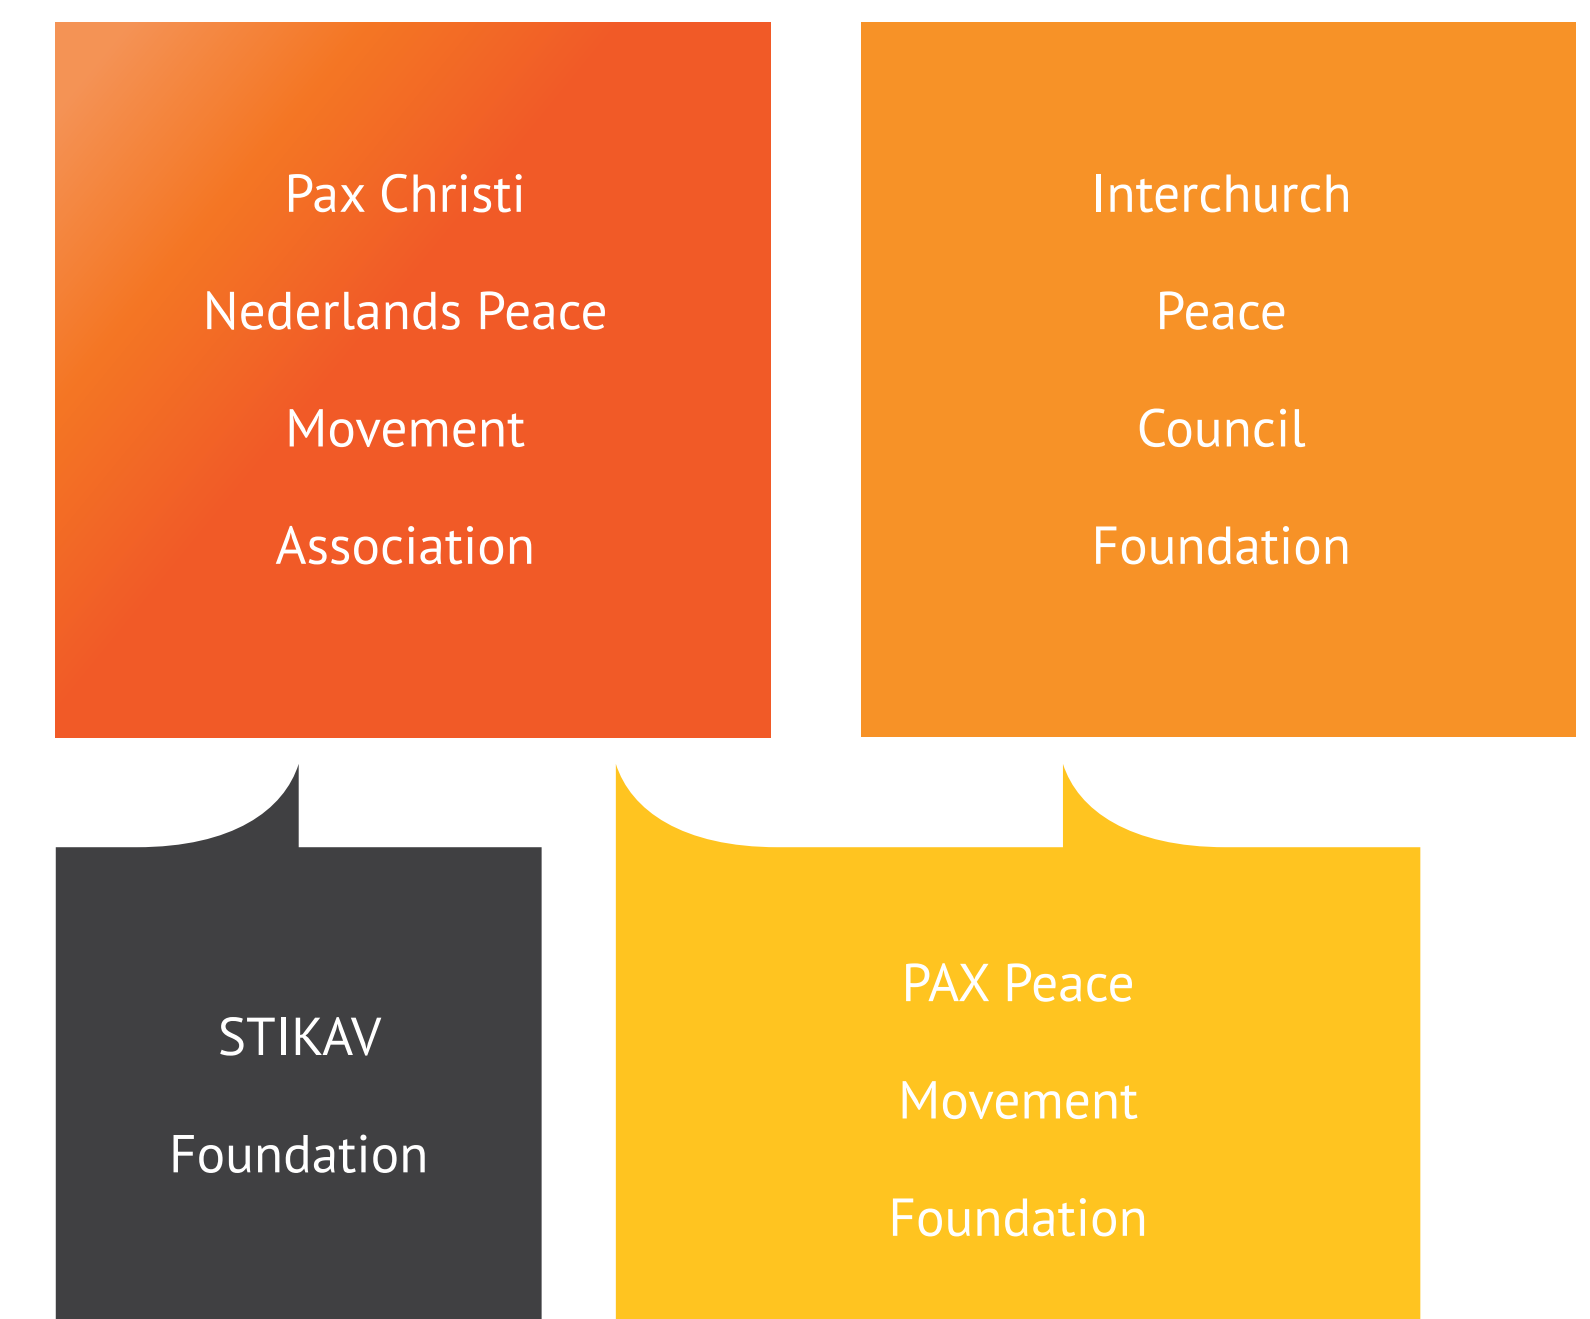 Pax Christi
Nederlands Peace
Movement
Association
Interchurch
Peace
Council
Foundation
STIKAV
Foundation
PAX Peace
Movement
Foundation